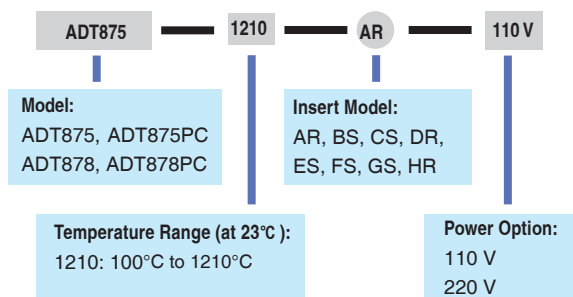 ADT875 1210 AR 110 V
Model:
ADT875, ADT875PC
ADT878, ADT878PC
Insert Model:
AR, BS, CS, DR,
ES, FS, GS, HR
Temperature Range (at 23℃ ):
1210: 100°C to 1210°C
Power Option:
110 V
220 V